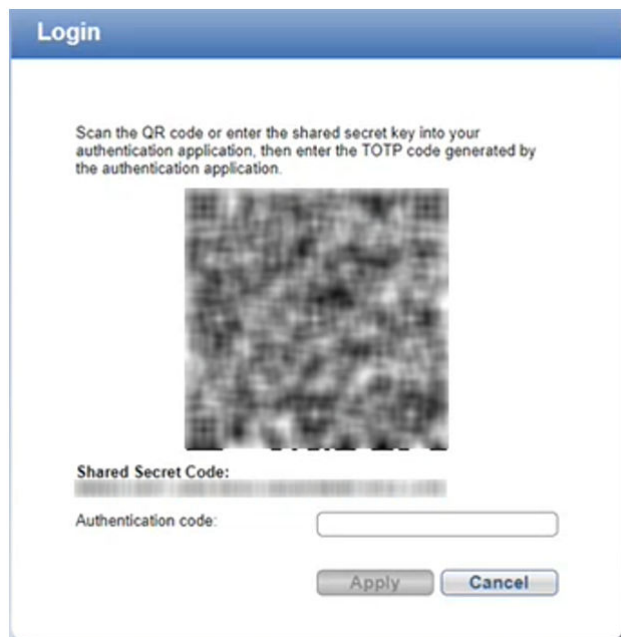 Login
Scan the QR code or enter the shared secret key into your
authentication application, then enter the TOTP code generated by
the authentication application.
Shared Secret Code:
Authentication code:
Apply
Cancel